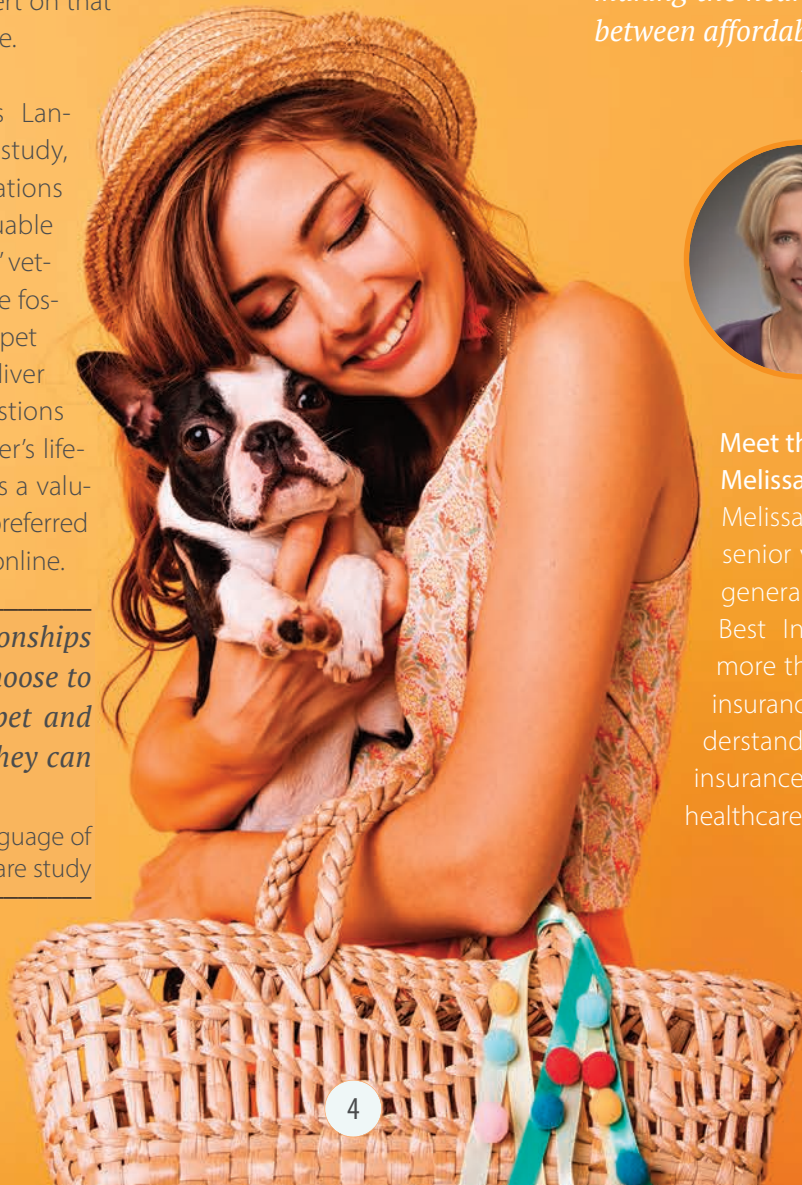 ert on that
e.
s Lan-
study,
ations
uable
’ vet-
e fos-
pet
liver
stions
er’s life-
s a valu-
referred
online.
onships
hoose to
pet and
hey can
guage of
are study
between affordab
Meet th
Melissa
Melissa
senior
genera
Best In
more th
insuranc
derstand
insurance
healthcare
4